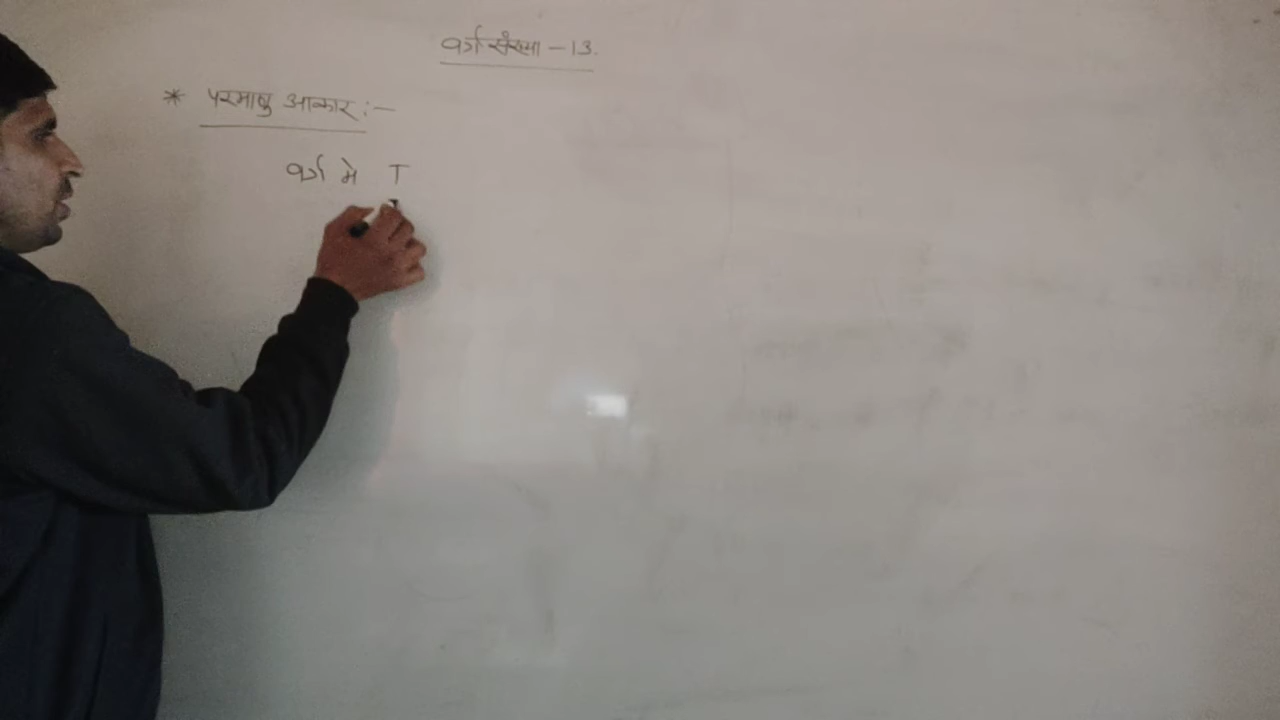 वर्ग संख्या - 13.
* परमाणु आकार :-
वर्ग मे T